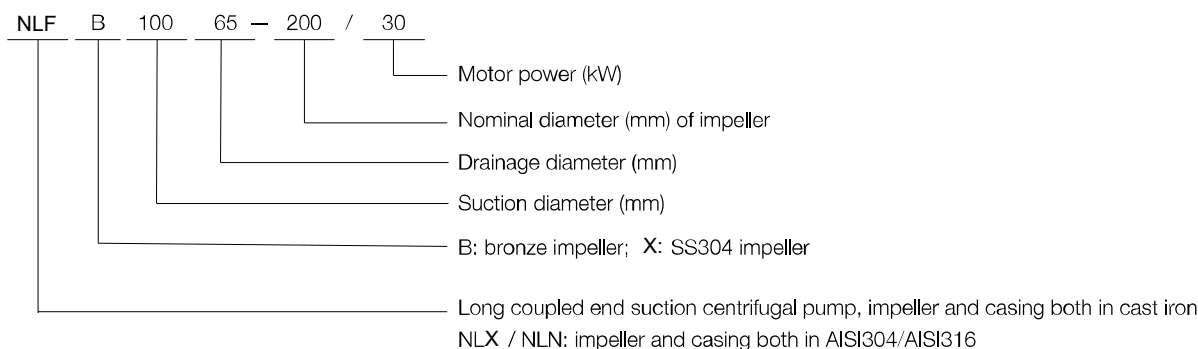 NLF B 100 65 – 200 / 30
Motor power (kW)
Nominal diameter (mm) of impeller
Drainage diameter (mm)
Suction diameter (mm)
B: bronze impeller; X: SS304 impeller
Long coupled end suction centrifugal pump, impeller and casing both in cast iron
NLX / NLN: impeller and casing both in AISI304/AISI316